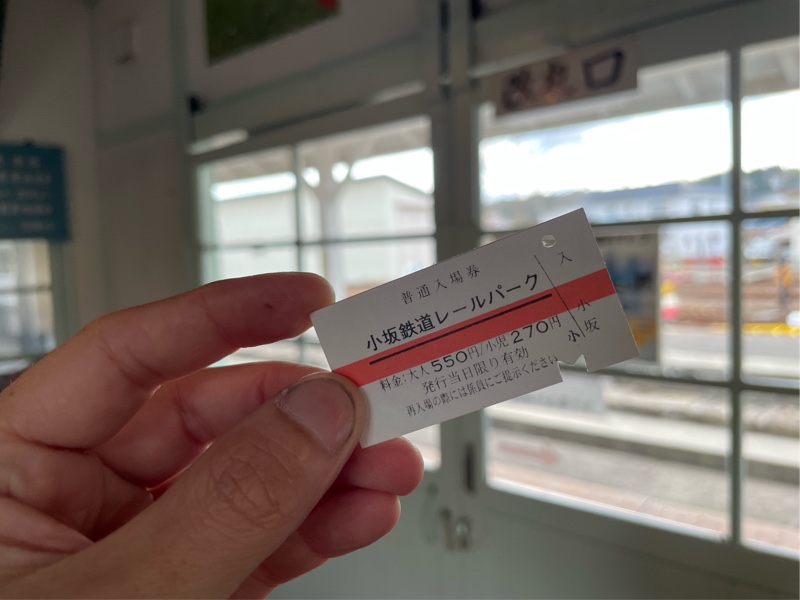 改札口
普通入場券
小坂鉄道レールパーク
料金:大人550円/小児270円
発行当日限り有効
再入場の際には係員にご提示ください
入
小
小坂